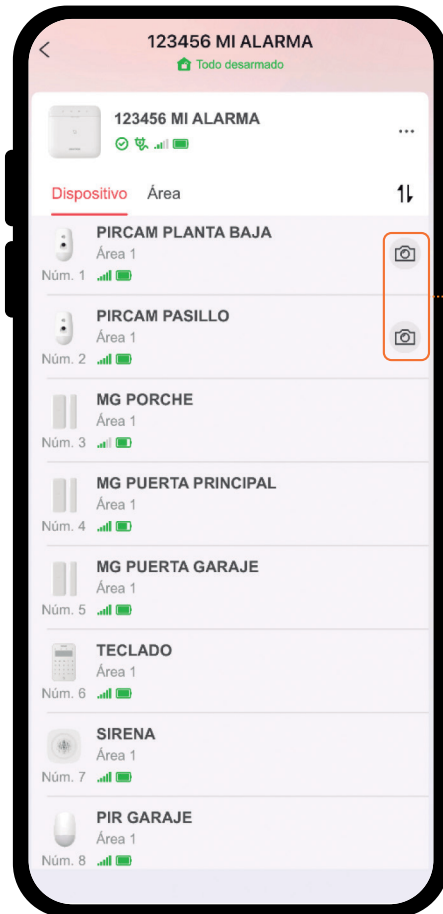 123456 MI ALARMA
Todo desarmado
123456 MI ALARMA
Dispositivo Área
PIRCAM PLANTA BAJA
Área 1
Núm. 1
PIRCAM PASILLO
Área 1
Núm. 2
MG PORCHE
Área 1
Núm. 3
MG PUERTA PRINCIPAL
Área 1
Núm. 4
MG PUERTA GARAJE
Área 1
Núm. 5
TECLADO
Área 1
Núm. 6
SIRENA
Área 1
Núm. 7
PIR GARAJE
Área 1
Núm. 8